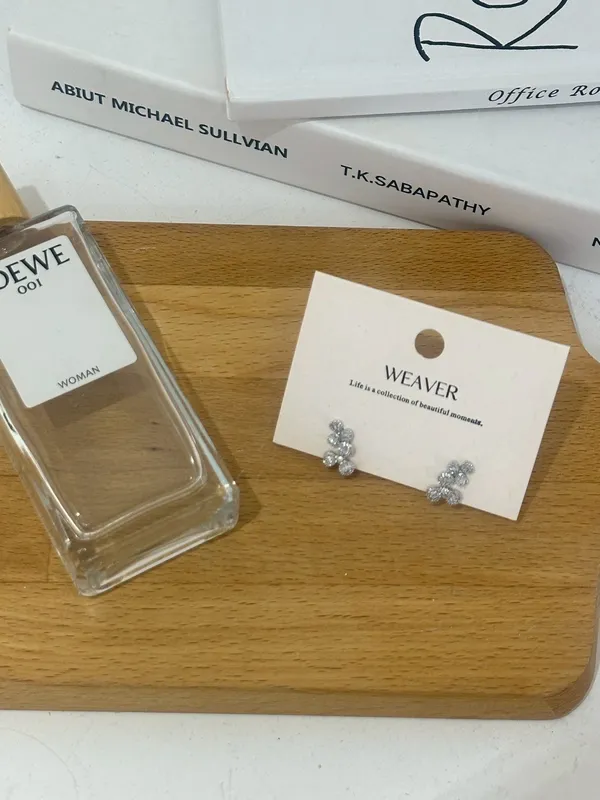 Office Ro
ABIUT MICHAEL SULLVIAN
T.K.SABAPATHY
OEWE
001
WOMAN
WEAVER
Life is a collection of beautiful moments.